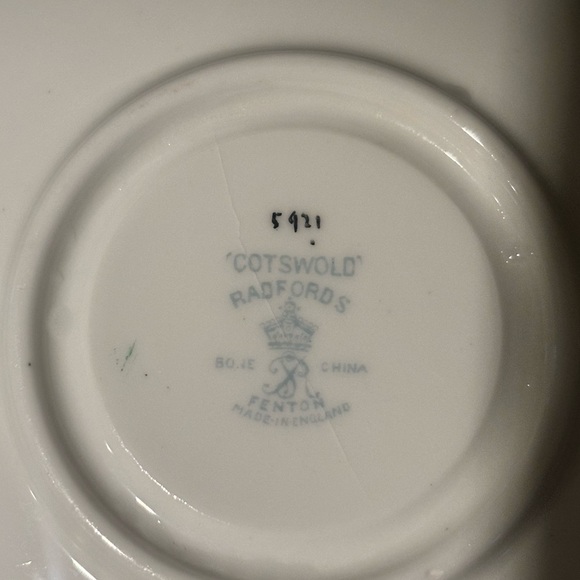 5921
'COTSWOLD'
RADFORDS
BONE CHINA
FENTON
MADE-IN-ENGLAND